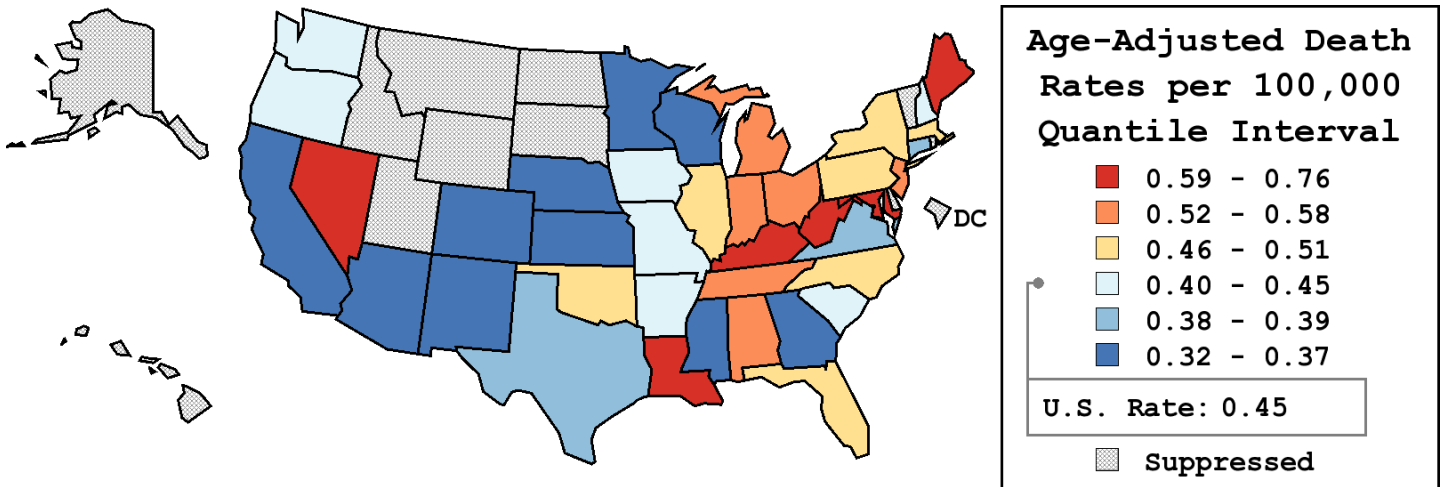 Age-Adjusted Death
Rates per 100,000
Quantile Interval
0.59 - 0.76
0.52 - 0.58
0.46 - 0.51
0.40 - 0.45
0.38 - 0.39
0.32 - 0.37
U.S. Rate: 0.45
Suppressed
DC